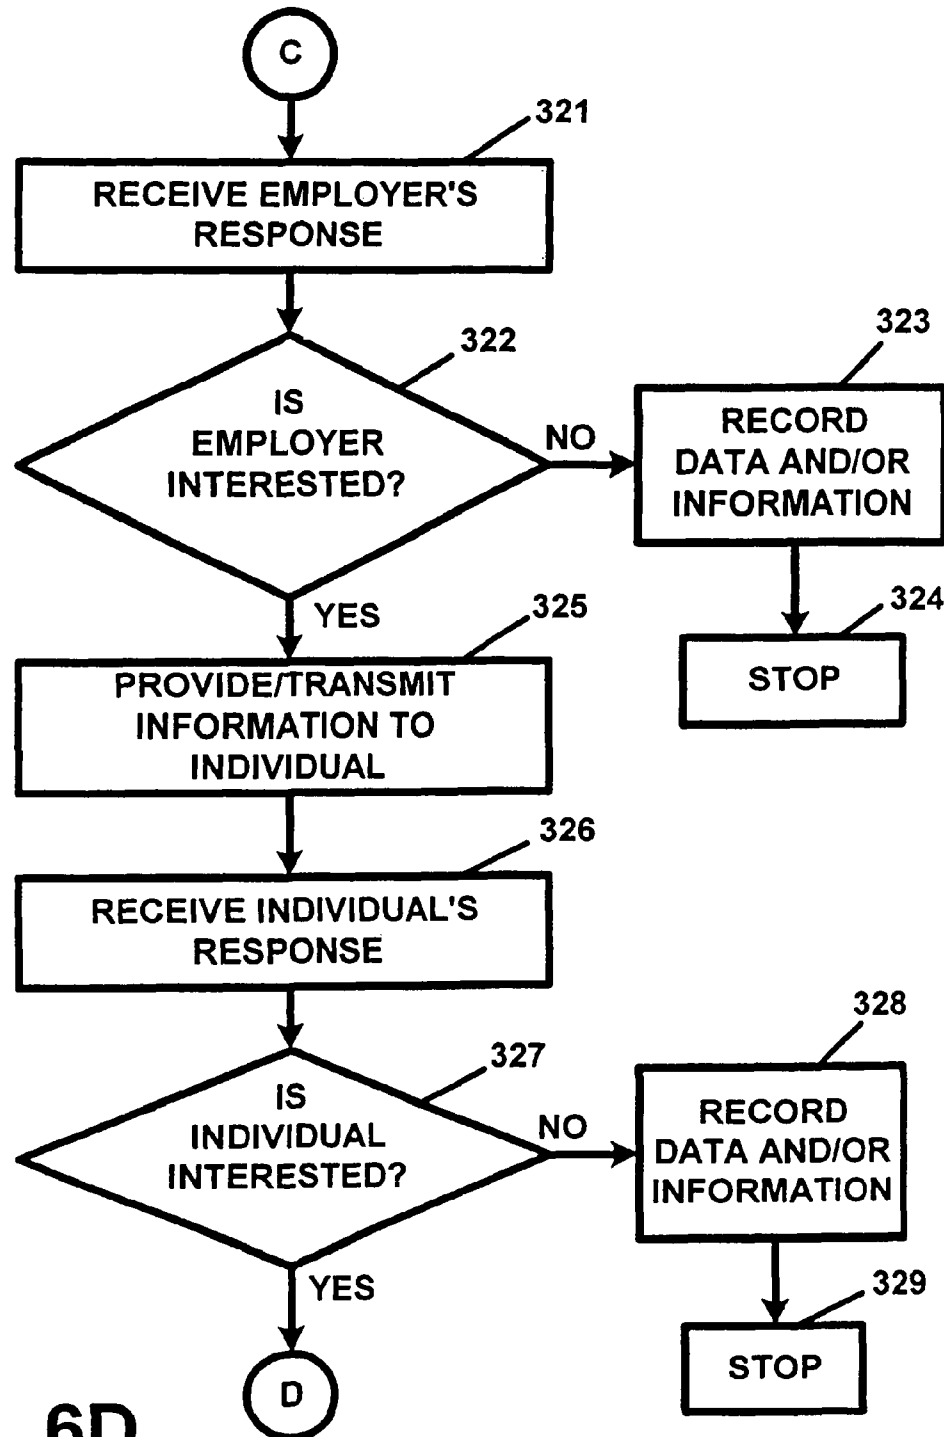 C
321
RECEIVE EMPLOYER'S
RESPONSE
322
IS
EMPLOYER
INTERESTED?
NO
323
RECORD
DATA AND/OR
INFORMATION
324
STOP
YES
325
PROVIDE/TRANSMIT
INFORMATION TO
INDIVIDUAL
326
RECEIVE INDIVIDUAL'S
RESPONSE
327
IS
INDIVIDUAL
INTERESTED?
NO
328
RECORD
DATA AND/OR
INFORMATION
329
STOP
YES
D
6D